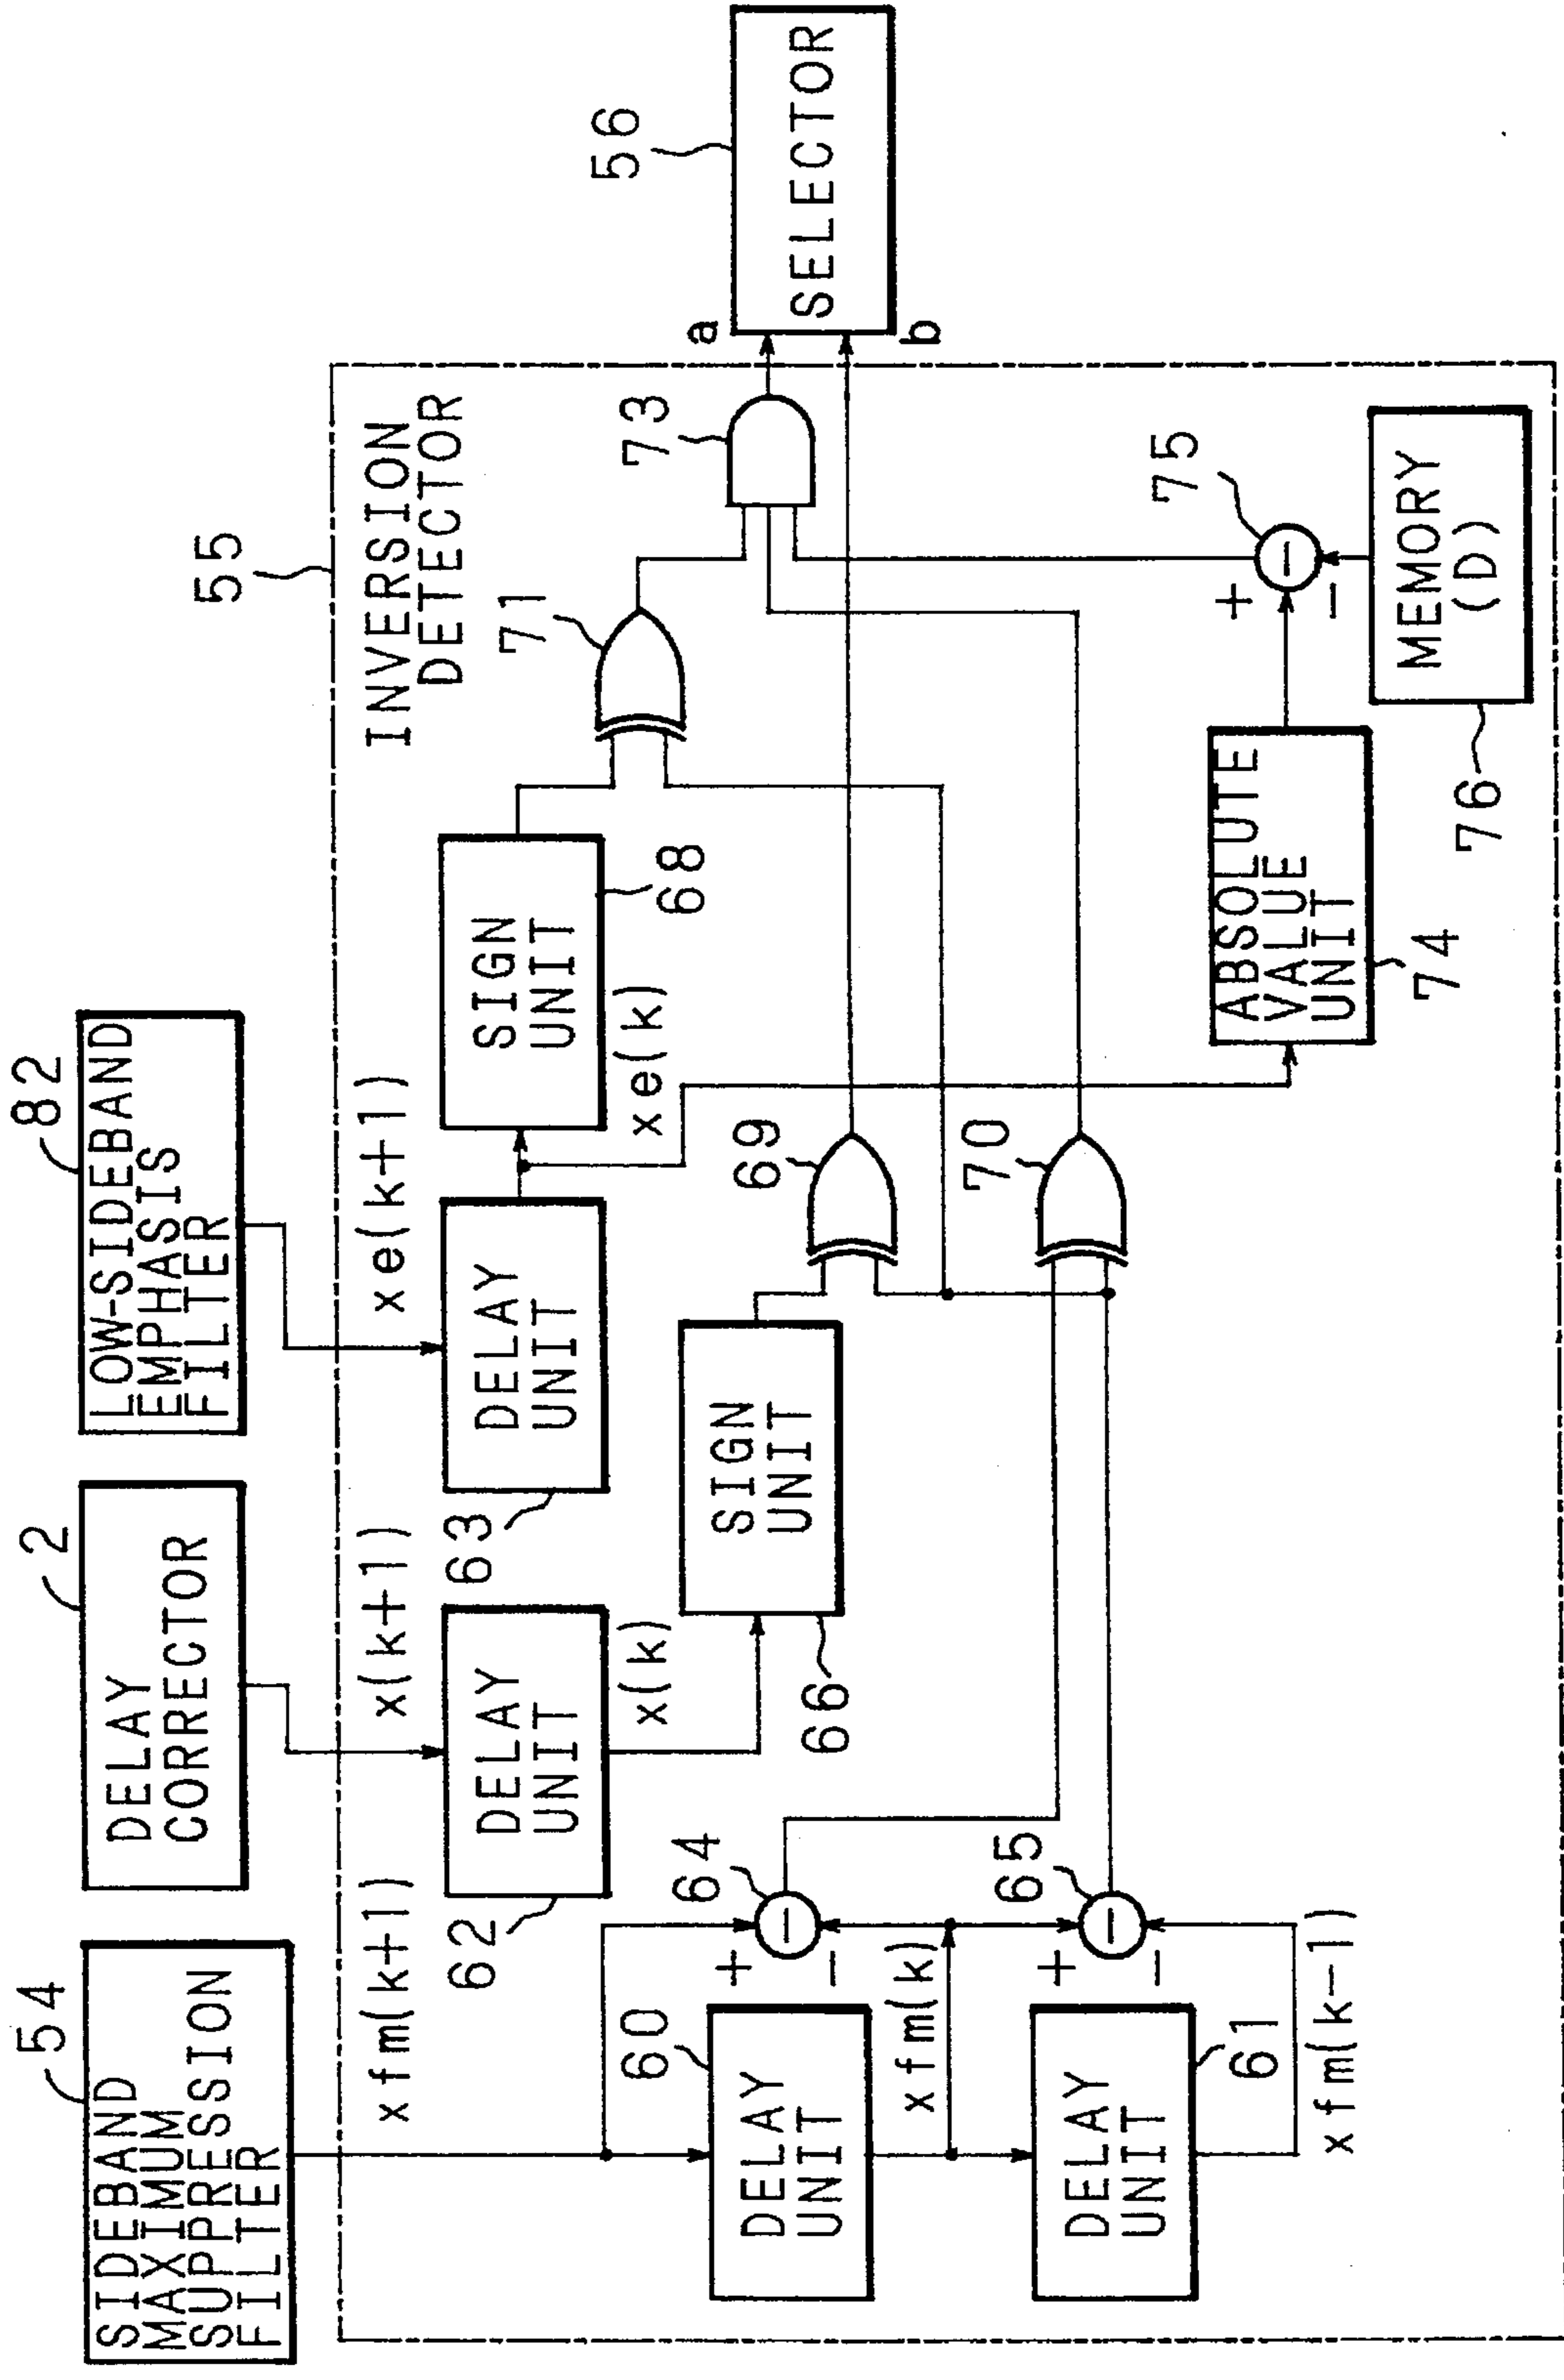 54
SIDEBAND
MAXIMUM
SUPPRESSION
FILTER
2
DELAY
CORRECTOR
82
LOW-SIDEBAND
EMPHASIS
FILTER
55
INVERSION
DETECTOR
xfm(k+1)
x(k+1)
xe(k+1)
62
DELAY
UNIT
x(k)
63
DELAY
UNIT
xe(k)
SIGN
UNIT
68
71
73
60
DELAY
UNIT
xfm(k)
+
−
−
64
66
SIGN
UNIT
69
a
b
SELECTOR
56
DELAY
UNIT
61
xfm(k−1)
+
−
−
65
70
ABSOLUTE
VALUE
UNIT
74
+
−
−
75
MEMORY
(D)
76